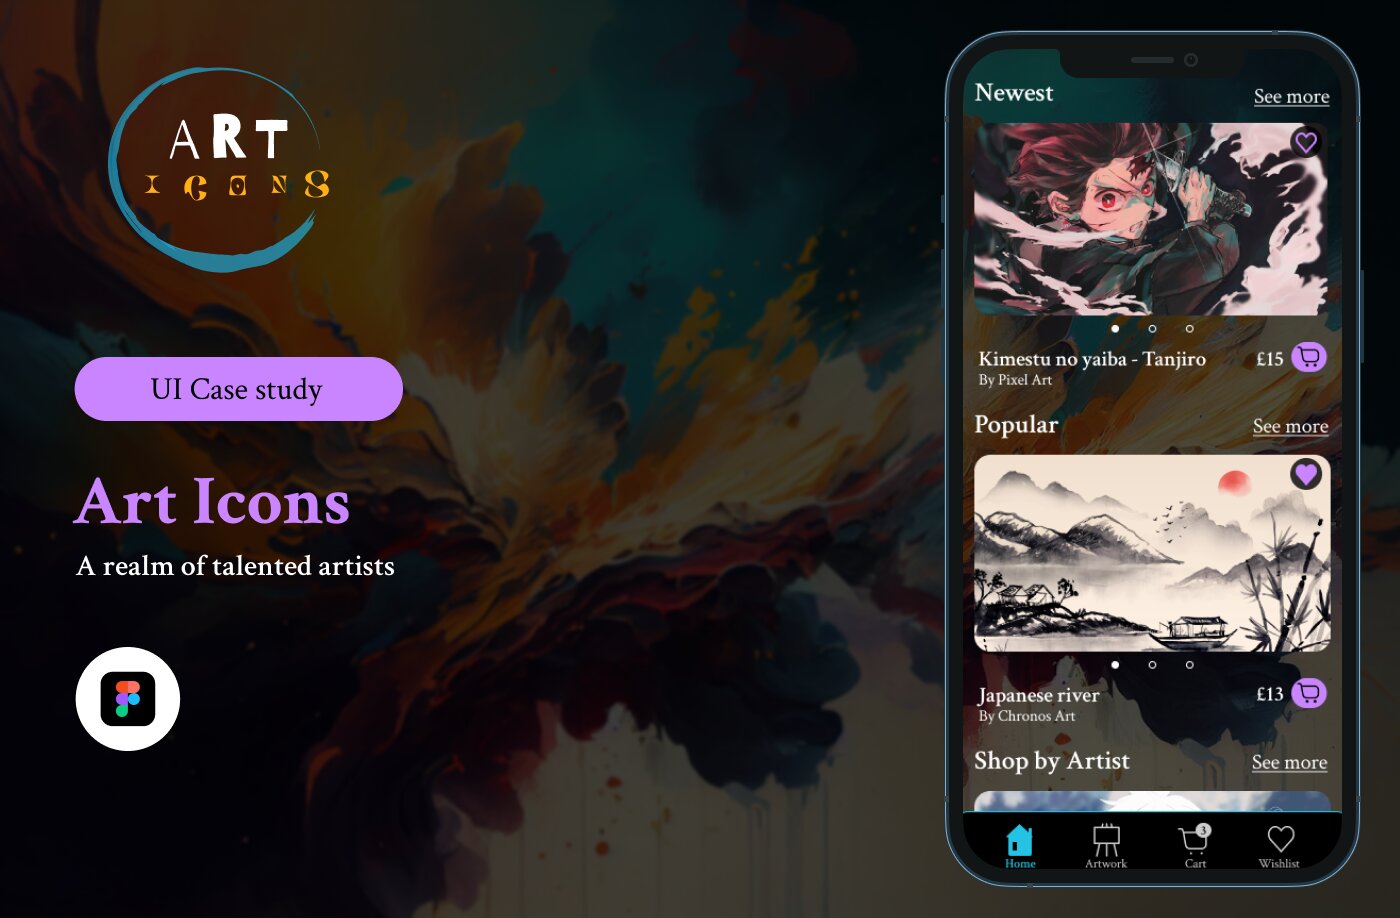 ART
ICONS
UI Case study
Art Icons
A realm of talented artists
Newest
See more
Kimestu no yaiba - Tanjiro
£15
By Pixel Art
Popular
See more
Japanese river
£13
By Chronos Art
Shop by Artist
See more
3
Home
Artwork
Cart
Wishlist